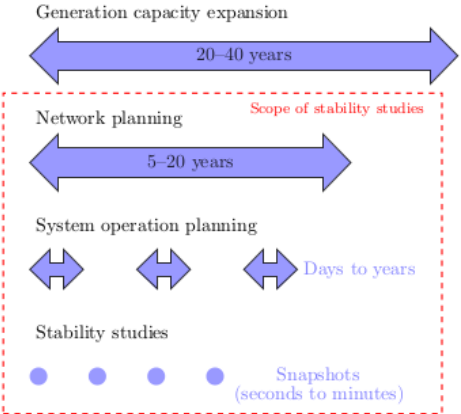 Generation capacity expansion
20–40 years
Scope of stability studies
Network planning
5–20 years
System operation planning
Days to years
Stability studies
Snapshots
(seconds to minutes)